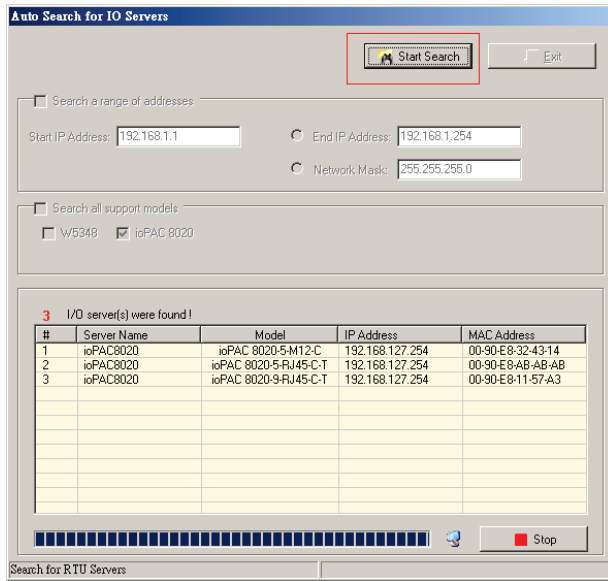 Auto Search for IO Servers
Start Search
Exit
Search a range of addresses
Start IP Address: 192.168.1.1
End IP Address: 192.168.1.254
Network Mask: 255.255.255.0
Search all support models
W5348 ioPAC 8020
3 I/O server(s) were found !
# Server Name Model IP Address MAC Address
1 ioPAC8020 ioPAC 8020-5-M12-C 192.168.127.254 00-90-E8-32-43-14
2 ioPAC8020 ioPAC 8020-5-RJ45-C-T 192.168.127.254 00-90-E8-AB-AB-AB
3 ioPAC8020 ioPAC 8020-9-RJ45-C-T 192.168.127.254 00-90-E8-11-57-A3
Stop
Search for RTU Servers